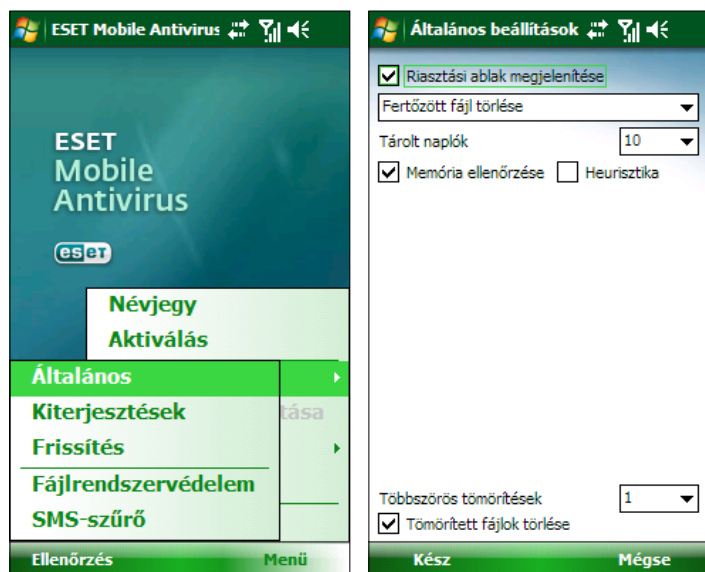 ESET Mobile Antivirus
ESET
Mobile
Antivirus
eseT
Névjegy
Aktiválás
Általános
Kiterjesztések
tása
Frissítés
Fájlrendszervédelem
SMS-szűrő
Ellenőrzés
Menü
Általános beállítások
Riasztási ablak megjelenítése
Fertőzött fájl törlése
Tárolt naplók 10
Memória ellenőrzése Heurisztika
Többszörös tömörítések 1
Tömörített fájlok törlése
Kész Mégse